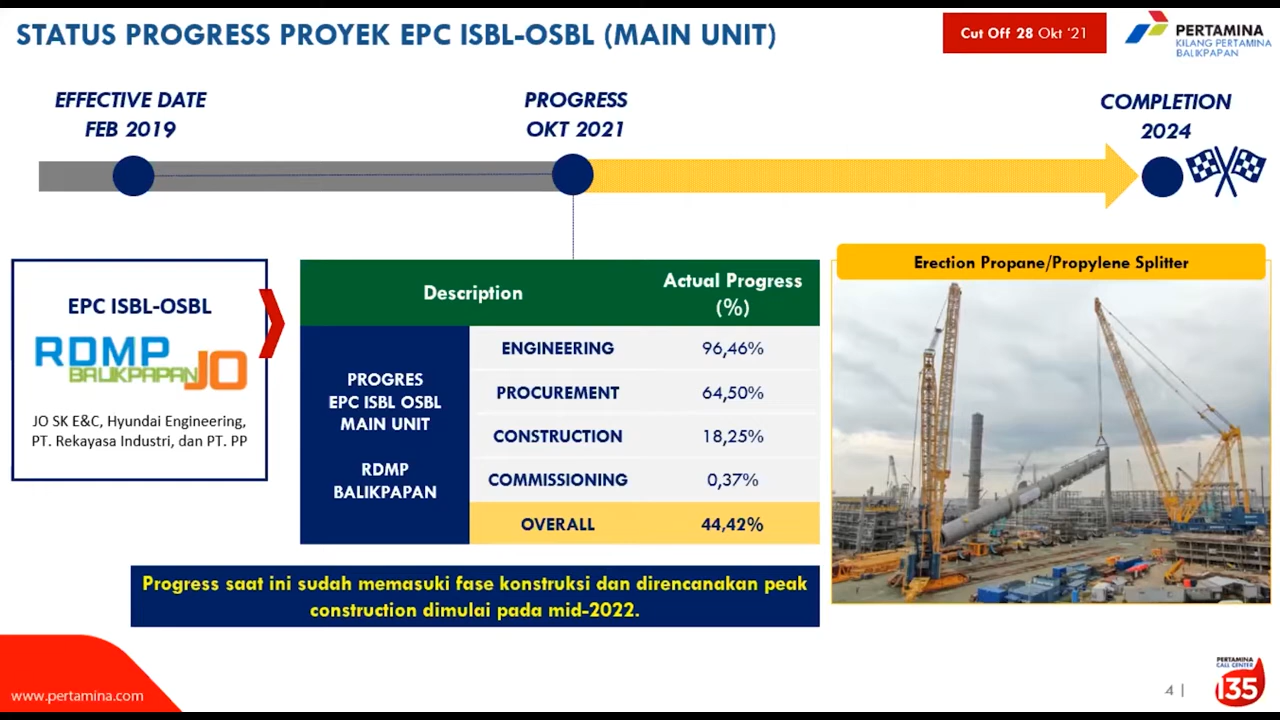 STATUS PROGRESS PROYEK EPC ISBL-OSBL (MAIN UNIT)
Cut Off 28 Okt '21
PERTAMINA
KILANG PERTAMINA
BALIKPAPAN
EFFECTIVE DATE
FEB 2019
PROGRESS
OKT 2021
COMPLETION
2024
EPC ISBL-OSBL
RDMP
BALIKPAPAN JO
JO SK E&C, Hyundai Engineering,
PT. Rekayasa Industri, dan PT. PP
Description
Actual Progress
(%)
PROGRES
EPC ISBL OSBL
MAIN UNIT
RDMP
BALIKPAPAN
ENGINEERING 96,46%
PROCUREMENT 64,50%
CONSTRUCTION 18,25%
COMMISSIONING 0,37%
OVERALL 44,42%
Erection Propane/Propylene Splitter
Progress saat ini sudah memasuki fase konstruksi dan direncanakan peak
construction dimulai pada mid-2022.
www.pertamina.com
4 |
PERTAMINA
CALL CENTER
135